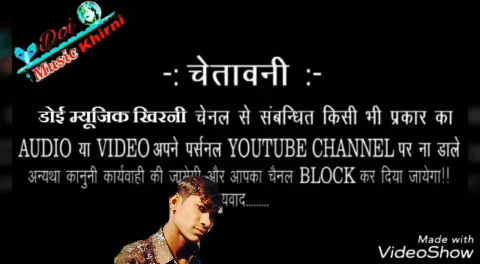 Doi
Music Khirni
-: चेतावनी :-
डोई म्यूजिक खिरनी चेनल से संबन्धित किसी भी प्रकार का
AUDIO या VIDEO अपने पर्सनल YOUTUBE CHANNEL पर ना डाले
अन्यथा कानुनी कार्यवाही की जायेगी और आपका चैनल BLOCK कर दिया जायेगा!!
यवाद.........
Made with
VideoShow